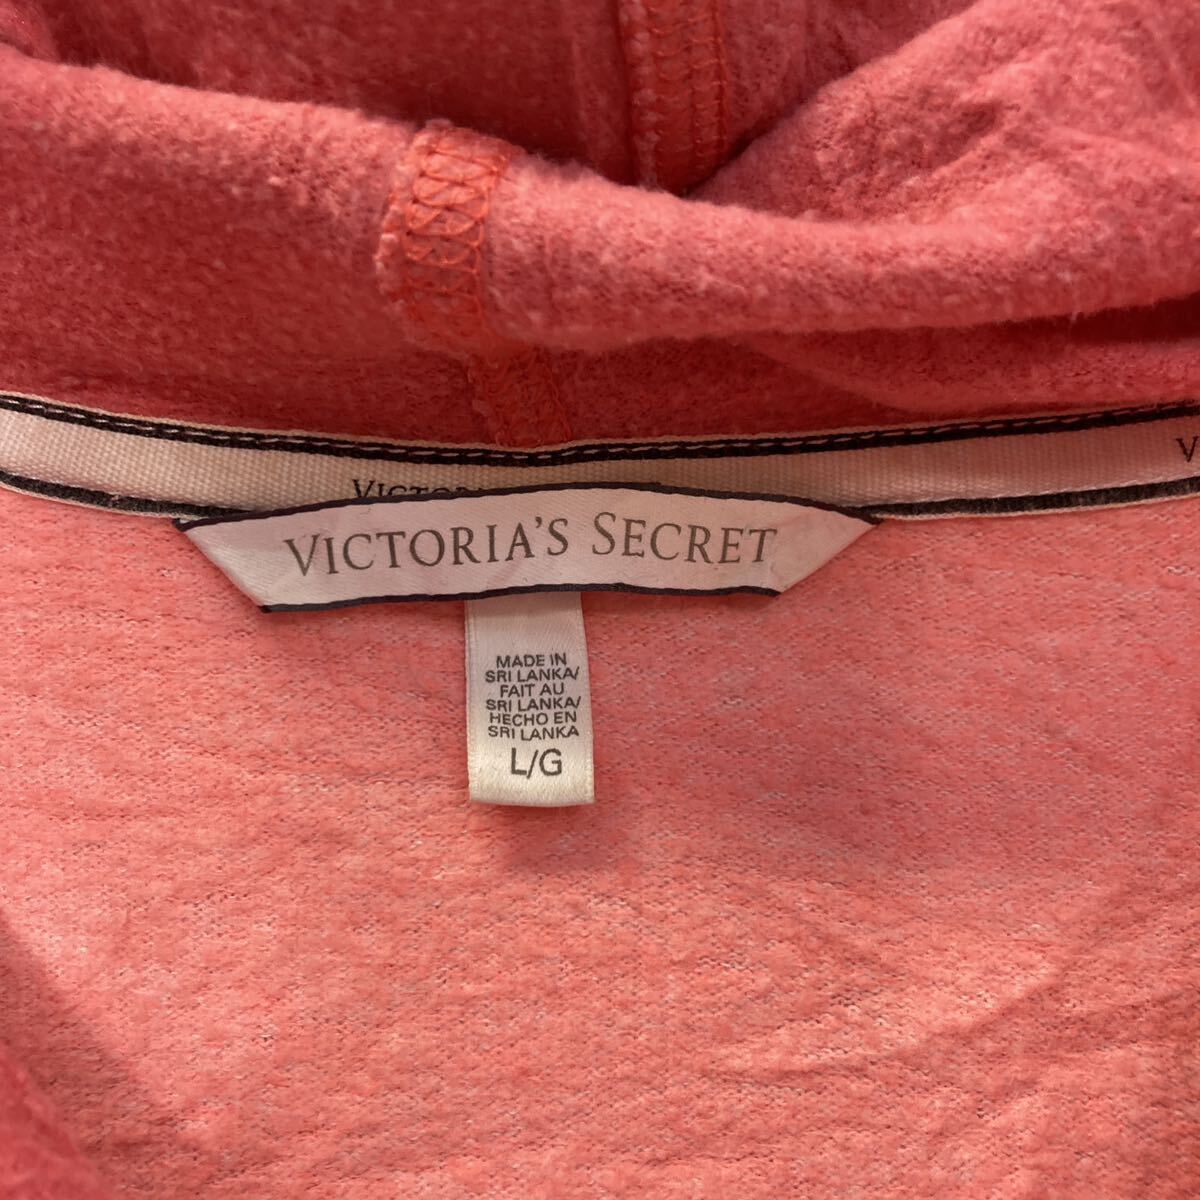 VICTORIA'S SECRET
MADE IN
SRI LANKA/
FAIT AU
SRI LANKA/
HECHO EN
SRI LANKA
L/G